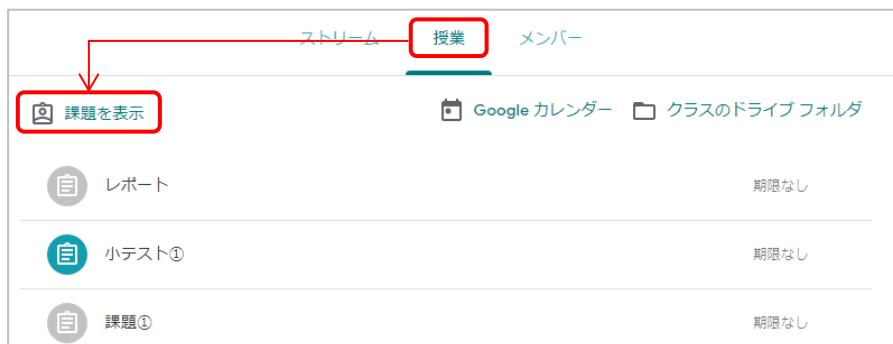 ストリーム 授業 メンバー
課題を表示 Google カレンダー クラスのドライブ フォルダ
レポート 期限なし
小テスト① 期限なし
課題① 期限なし